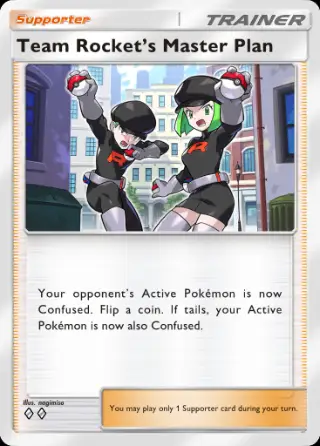 Supporter
TRAINER
Team Rocket's Master Plan
Your opponent's Active Pokémon is now
Confused. Flip a coin. If tails, your Active
Pokémon is now also Confused.
Illus. nagimiso
You may play only 1 Supporter card during your turn.